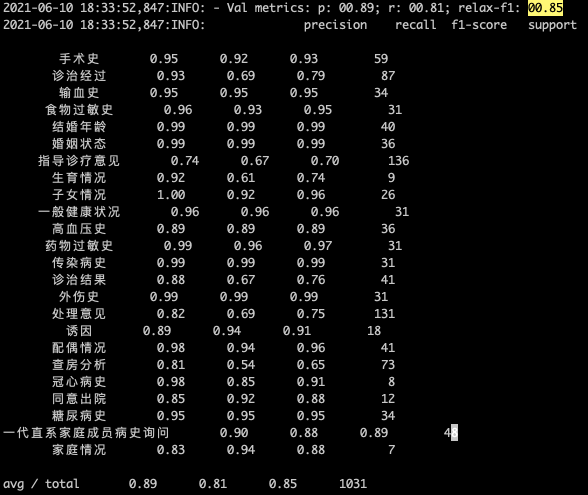 2021-06-10 18:33:52,847:INFO: - Val metrics: p: 00.89; r: 00.81; relax-f1: 00.85
2021-06-10 18:33:52,847:INFO: precision recall f1-score support
手术史 0.95 0.92 0.93 59
诊治经过 0.93 0.69 0.79 87
输血史 0.95 0.95 0.95 34
食物过敏史 0.96 0.93 0.95 31
结婚年龄 0.99 0.99 0.99 40
婚姻状态 0.99 0.99 0.99 36
指导诊疗意见 0.74 0.67 0.70 136
生育情况 0.92 0.61 0.74 9
子女情况 1.00 0.92 0.96 26
一般健康状况 0.96 0.96 0.96 31
高血压史 0.89 0.89 0.89 36
药物过敏史 0.99 0.96 0.97 31
传染病史 0.99 0.99 0.99 31
诊治结果 0.88 0.67 0.76 41
外伤史 0.99 0.99 0.99 31
处理意见 0.82 0.69 0.75 131
诱因 0.89 0.94 0.91 18
配偶情况 0.98 0.94 0.96 41
查房分析 0.81 0.54 0.65 73
冠心病史 0.98 0.85 0.91 8
同意出院 0.85 0.92 0.88 12
糖尿病史 0.95 0.95 0.95 34
一代直系家庭成员病史询问 0.90 0.88 0.89 48
家庭情况 0.83 0.94 0.88 7
avg / total 0.89 0.81 0.85 1031